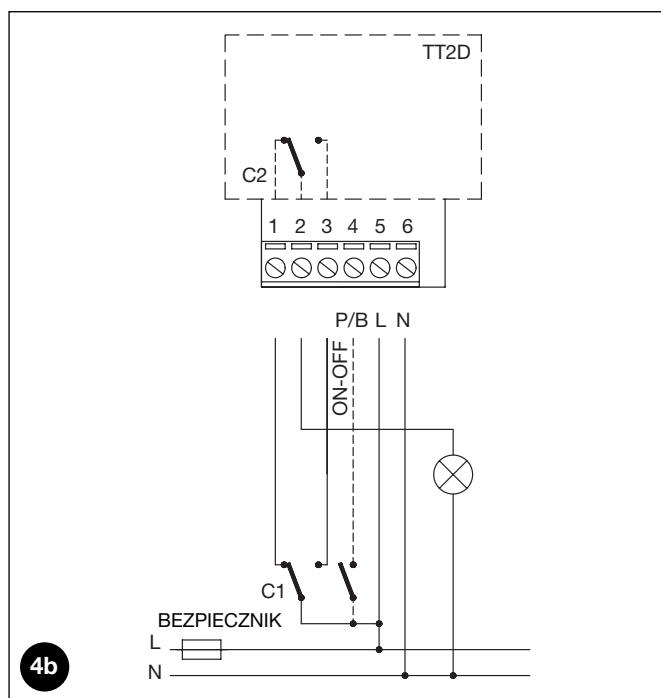 TT2D
C2
1 2 3 4 5 6
P/B L N
ON-OFF
C1
BEZPIECZNIK
L
N
4b